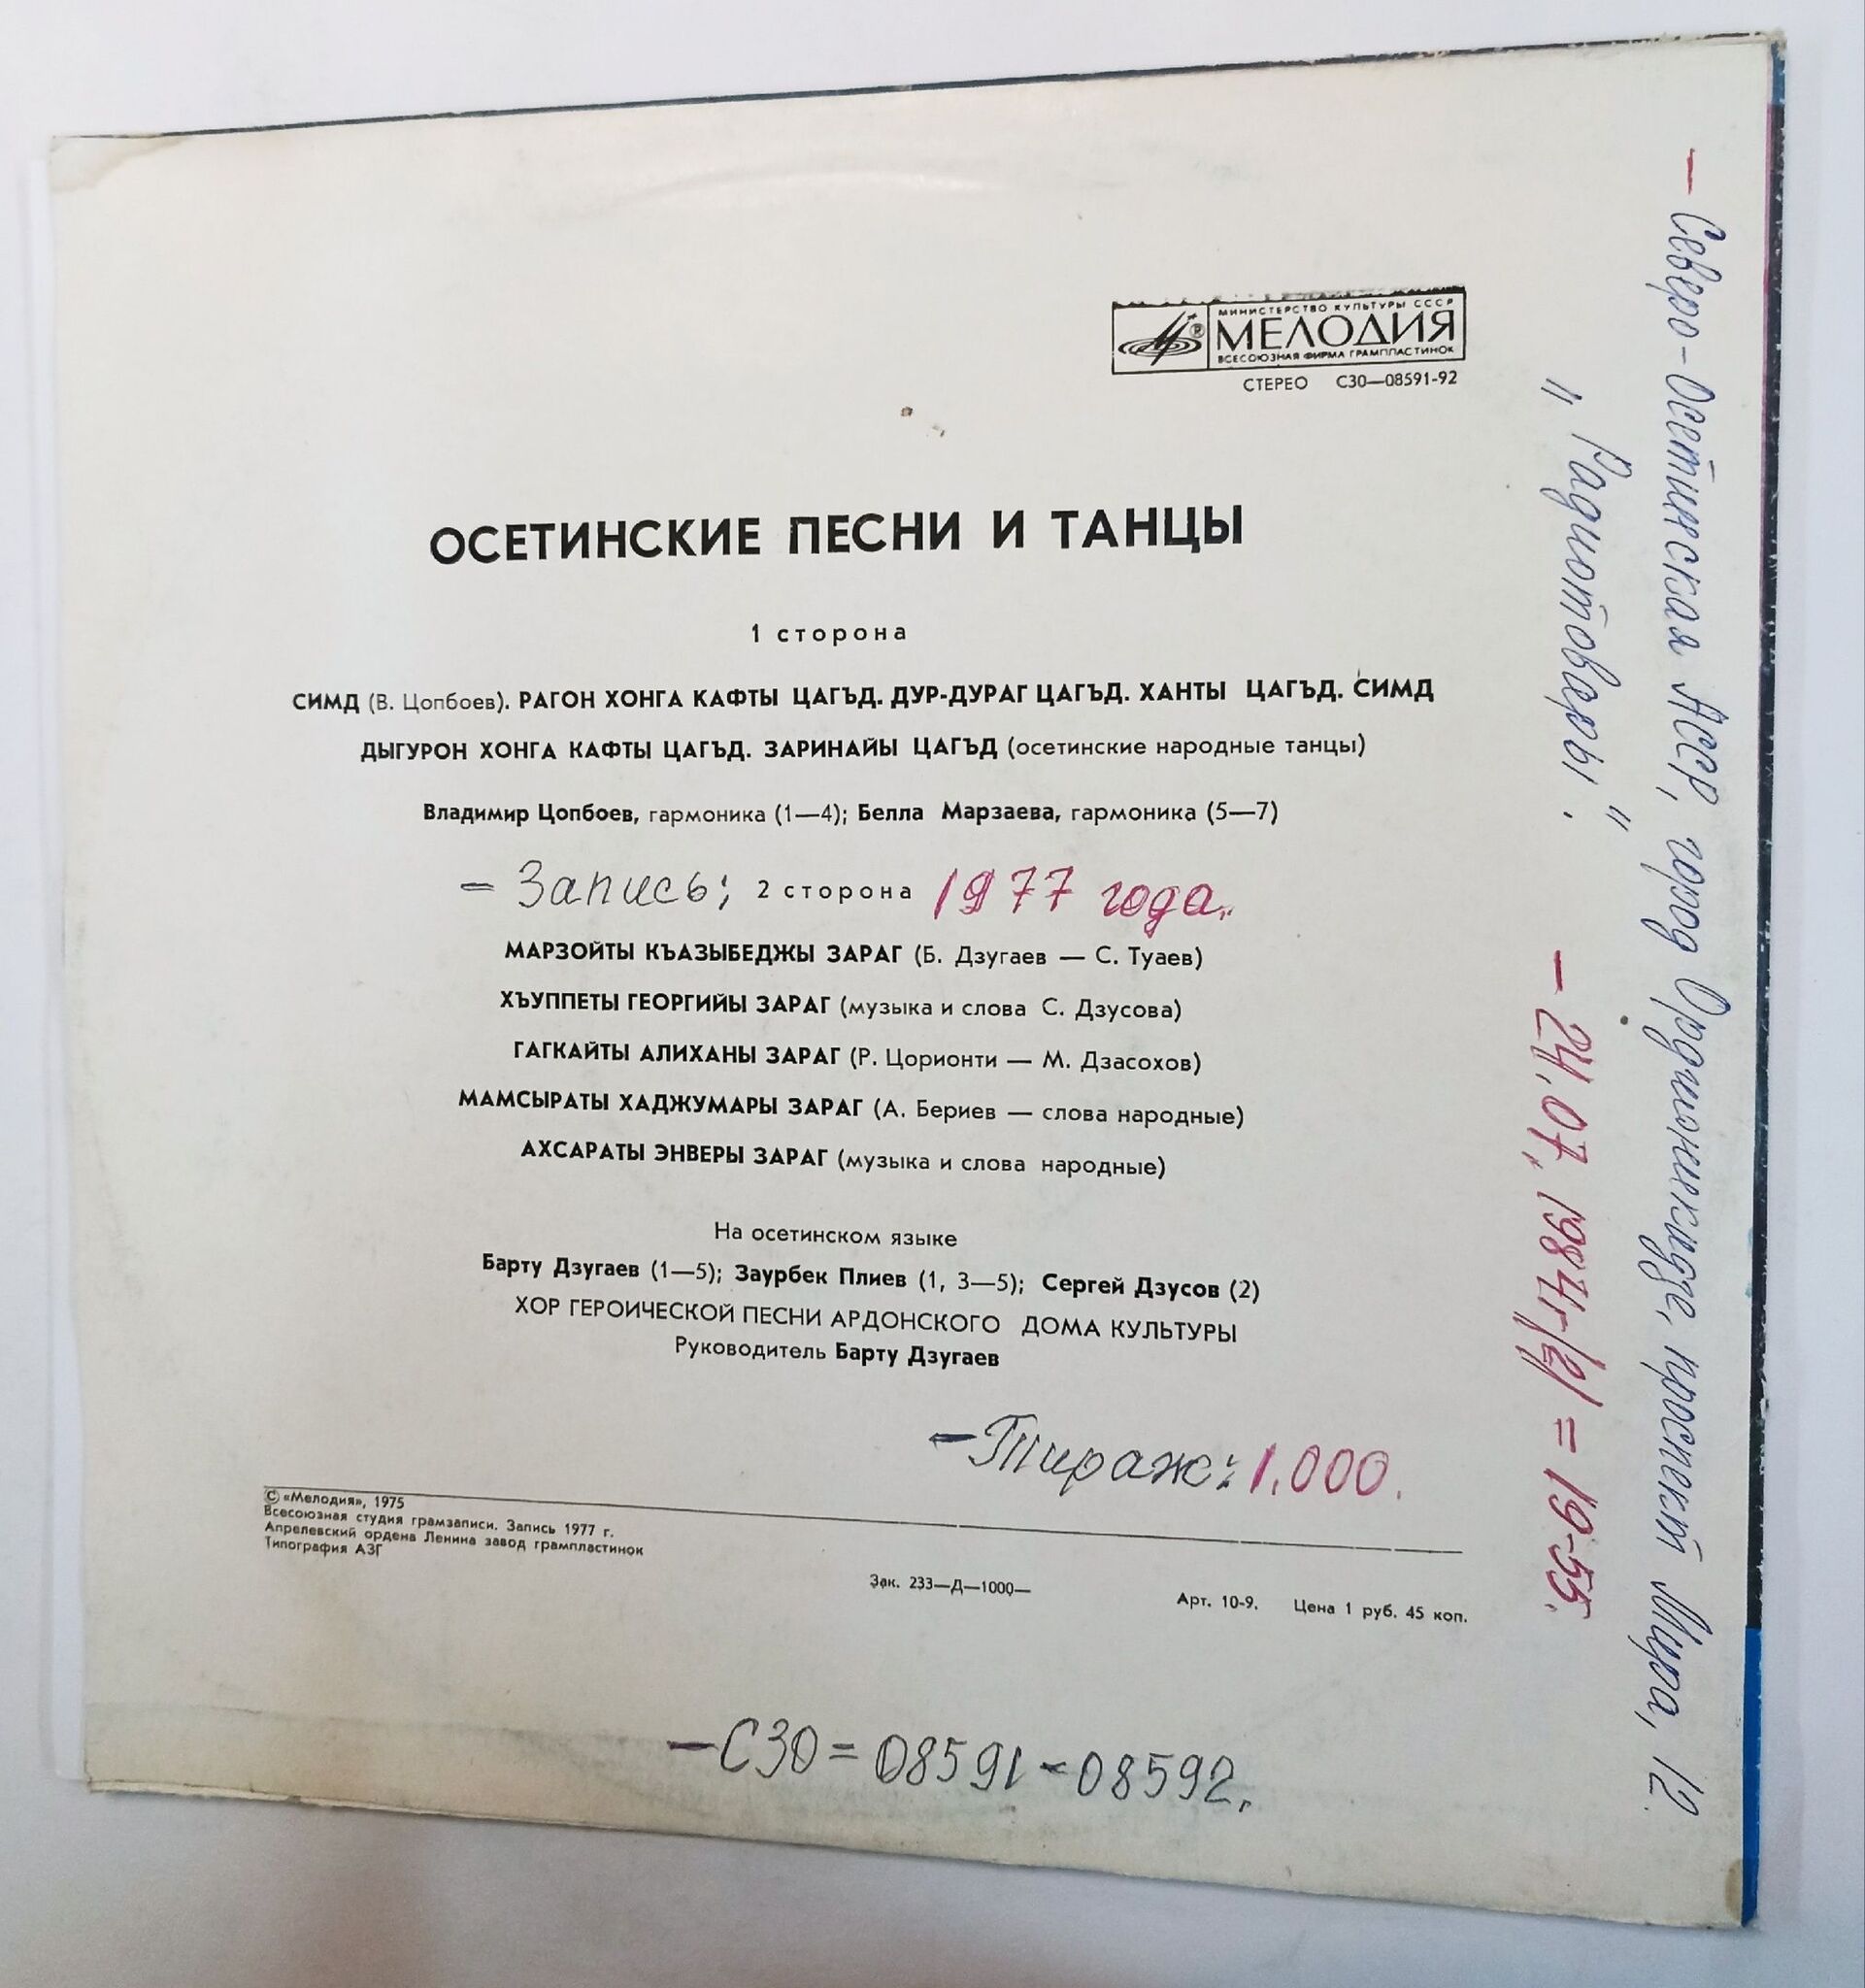 МИНИСТЕРСТВО КУЛЬТУРЫ СССР
МЕЛОДИЯ
ВСЕСОЮЗНАЯ ФИРМА ГРАМПЛАСТИНОК
СТЕРЕО С30—08591-92
ОСЕТИНСКИЕ ПЕСНИ И ТАНЦЫ
1 сторона
СИМД (В. Цопбоев). РАГОН ХОНГА КАФТЫ ЦАГЪД. ДУР-ДУРАГ ЦАГЪД. ХАНТЫ ЦАГЪД. СИМД
ДЫГУРОН ХОНГА КАФТЫ ЦАГЪД. ЗАРИНАЙЫ ЦАГЪД (осетинские народные танцы)
Владимир Цопбоев, гармоника (1—4); Белла Марзаева, гармоника (5—7)
— Запись; 2 сторона 1977 года.
МАРЗОЙТЫ КЪАЗЫБЕДЖЫ ЗАРАГ (Б. Дзугаев — С. Туаев)
ХЪУППЕТЫ ГЕОРГИЙЫ ЗАРАГ (музыка и слова С. Дзусова)
ГАГКАЙТЫ АЛИХАНЫ ЗАРАГ (Р. Цорионти — М. Дзасохов)
МАМСЫРАТЫ ХАДЖУМАРЫ ЗАРАГ (А. Бериев — слова народные)
АХСАРАТЫ ЭНВЕРЫ ЗАРАГ (музыка и слова народные)
На осетинском языке
Барту Дзугаев (1—5); Заурбек Плиев (1, 3—5); Сергей Дзусов (2)
ХОР ГЕРОИЧЕСКОЙ ПЕСНИ АРДОНСКОГО ДОМА КУЛЬТУРЫ
Руководитель Барту Дзугаев
— Тираж: 1.000.
© «Мелодия», 1975
Всесоюзная студия грамзаписи. Запись 1977 г.
Апрелевский ордена Ленина завод грампластинок
Типография АЗГ
Зак. 233—Д—1000—
Арт. 10-9. Цена 1 руб. 45 коп.
— С30 = 08591 - 08592.
— Северо-Осетинская АССР, город Орджоникидзе, проспект Мира, 12.
„Радиотовары".
— 24.07. 1984г. /2/ = 19-55.